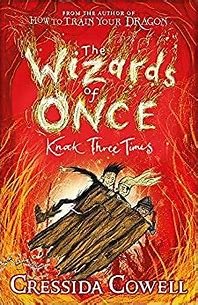 FROM THE AUTHOR OF
HOW TO TRAIN YOUR DRAGON
The
Wizards
of
ONCE
Knock Three Times
CRESSIDA COWELL